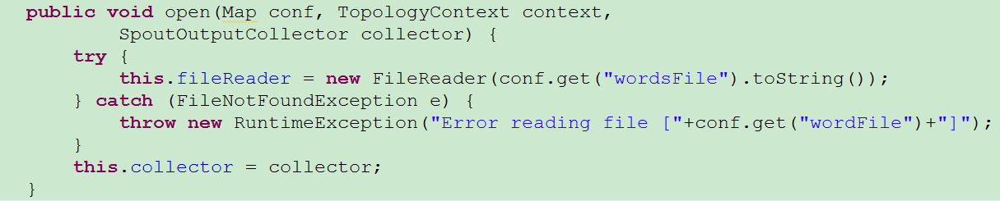 public void open(Map conf, TopologyContext context,
SpoutOutputCollector collector) {
try {
this.fileReader = new FileReader(conf.get("wordsFile").toString());
} catch (FileNotFoundException e) {
throw new RuntimeException("Error reading file ["+conf.get("wordFile")+"]");
}
this.collector = collector;
}